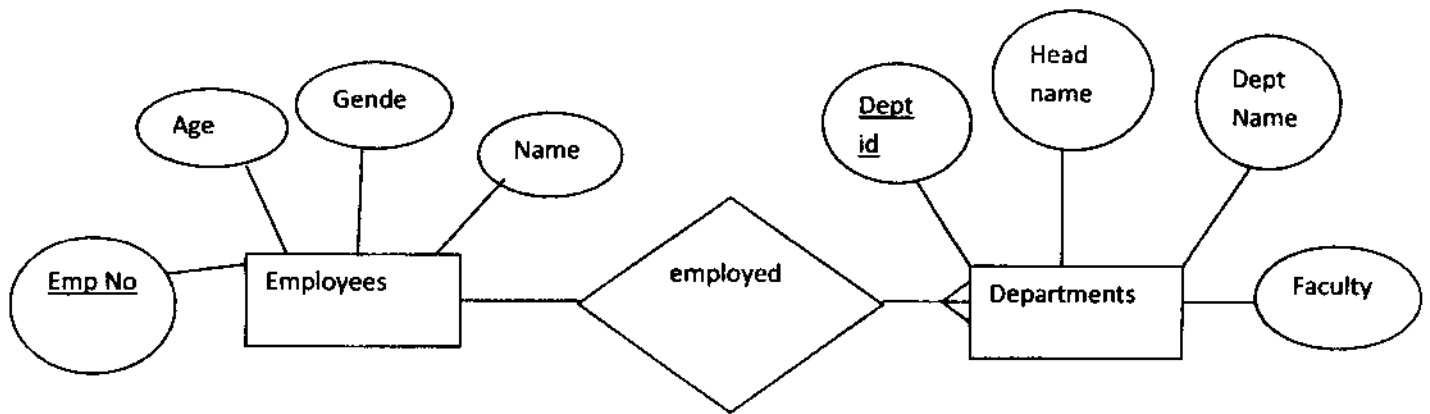 Age
Gende
Name
Emp No
Employees
employed
Dept
id
Head
name
Dept
Name
Departments
Faculty